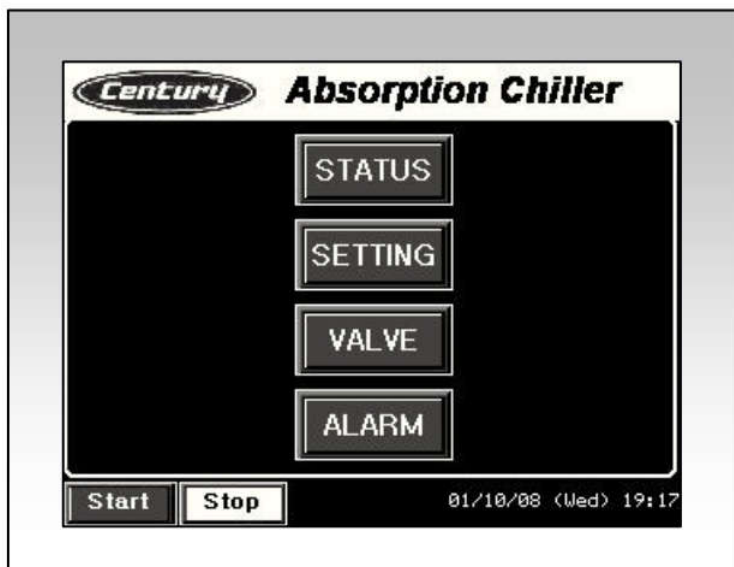 Century Absorption Chiller
STATUS
SETTING
VALVE
ALARM
Start Stop 01/10/08 (Wed) 19:17